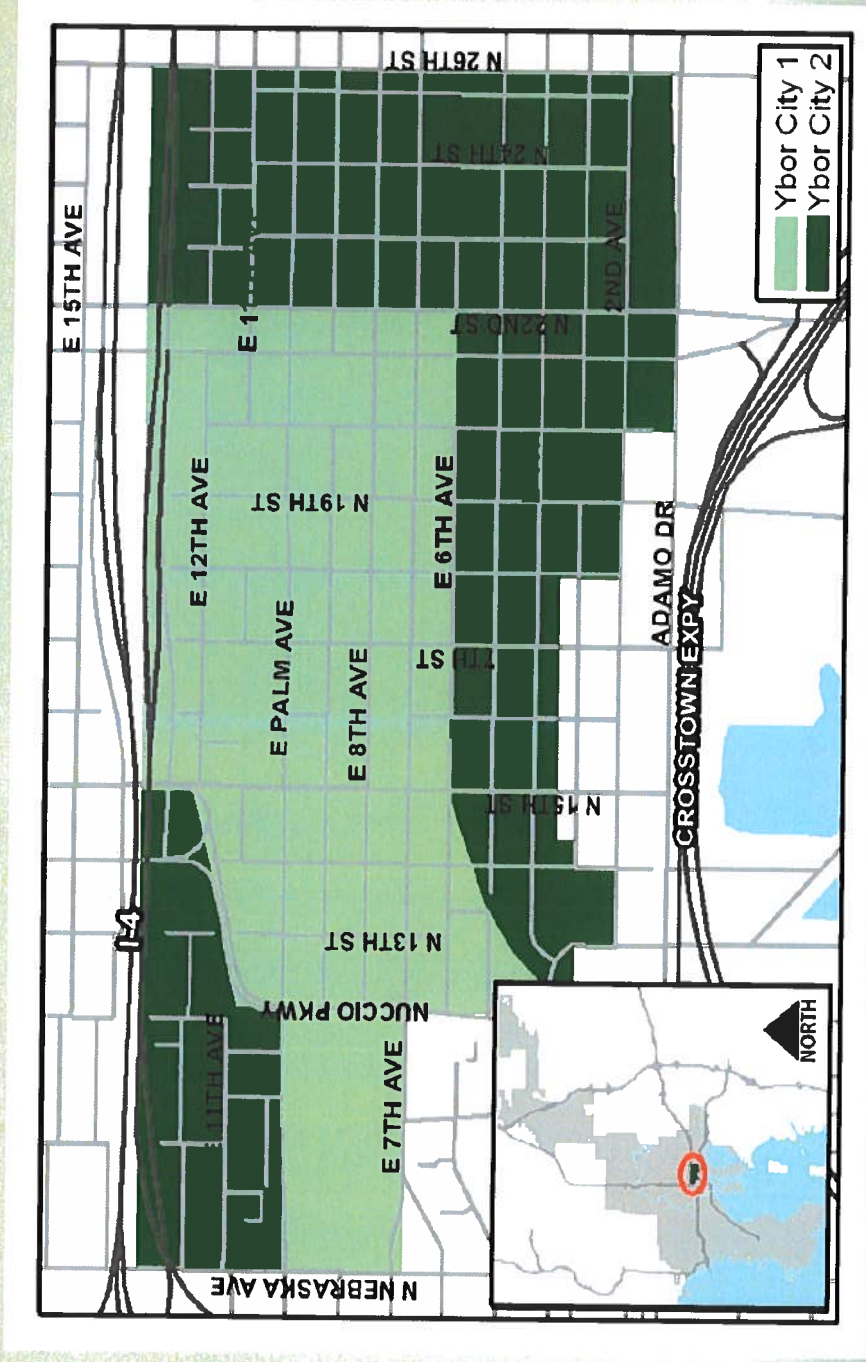 E 15TH AVE
I-4
E 12TH AVE
E 1
11TH AVE
E PALM AVE
E 8TH AVE
E 7TH AVE
E 6TH AVE
2ND AVE
ADAMO DR
CROSSTOWN EXPY
N NEBRASKA AVE
NUCCIO PKWY
N 13TH ST
N 15TH ST
7TH ST
N 19TH ST
N 22ND ST
N 24TH ST
N 26TH ST
NORTH
Ybor City 1
Ybor City 2